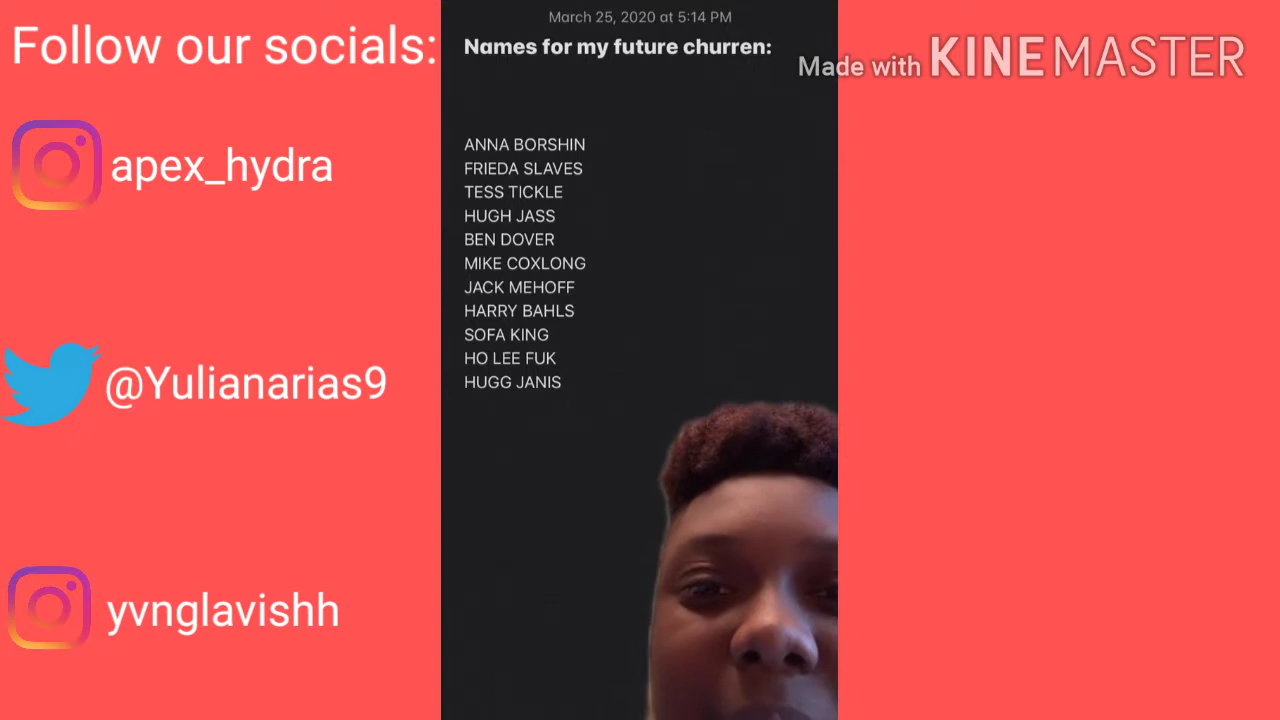 Follow our socials:
apex_hydra
@Yulianarias9
yvnglavishh
March 25, 2020 at 5:14 PM
Names for my future churren:
ANNA BORSHIN
FRIEDA SLAVES
TESS TICKLE
HUGH JASS
BEN DOVER
MIKE COXLONG
JACK MEHOFF
HARRY BAHLS
SOFA KING
HO LEE FUK
HUGG JANIS
Made with KINEMASTER